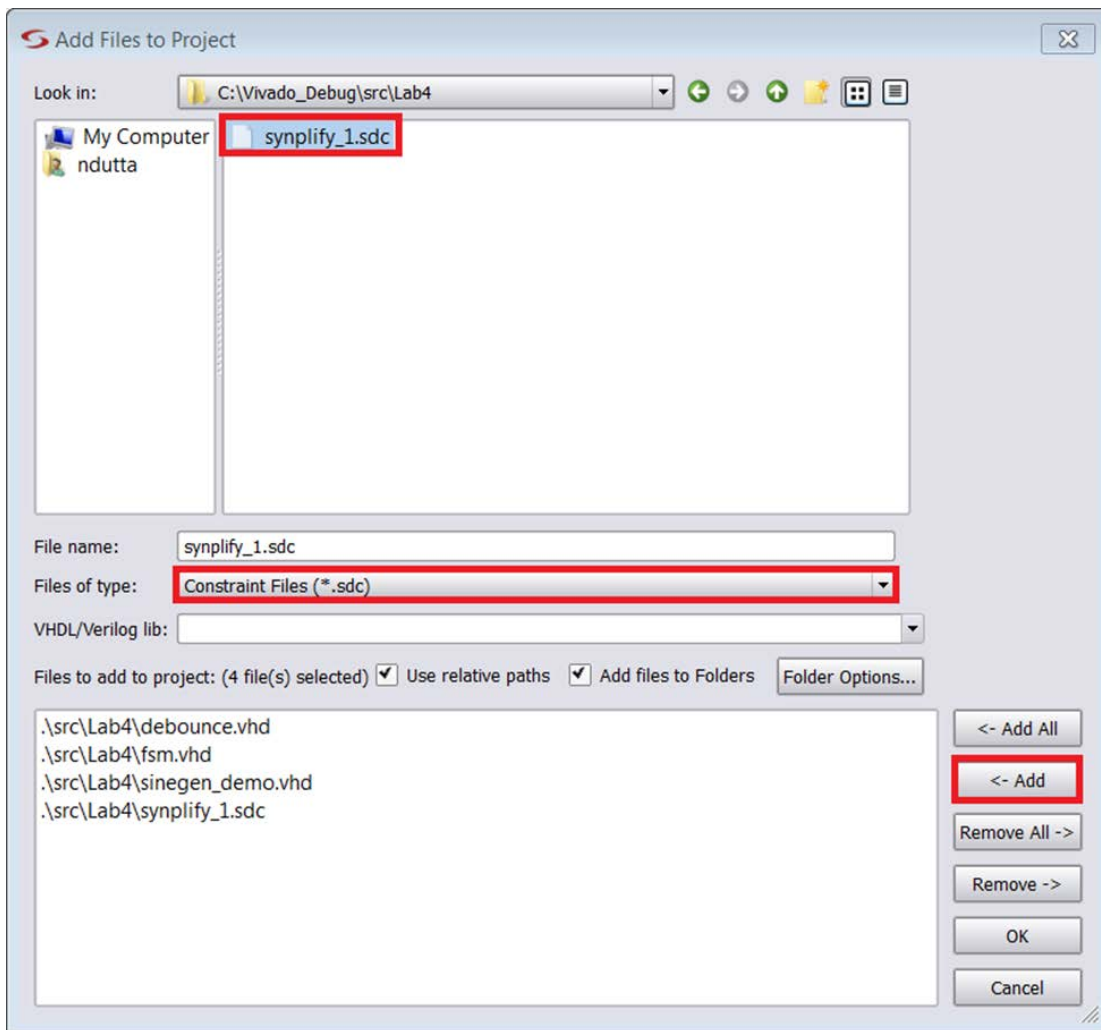 Add Files to Project
Look in: C:\Vivado_Debug\src\Lab4
My Computer
ndutta
synplify_1.sdc
File name: synplify_1.sdc
Files of type: Constraint Files (*.sdc)
VHDL/Verilog lib:
Files to add to project: (4 file(s) selected) Use relative paths Add files to Folders Folder Options...
.\src\Lab4\debounce.vhd
.\src\Lab4\fsm.vhd
.\src\Lab4\sinegen_demo.vhd
.\src\Lab4\synplify_1.sdc
<- Add All
<- Add
Remove All ->
Remove ->
OK
Cancel